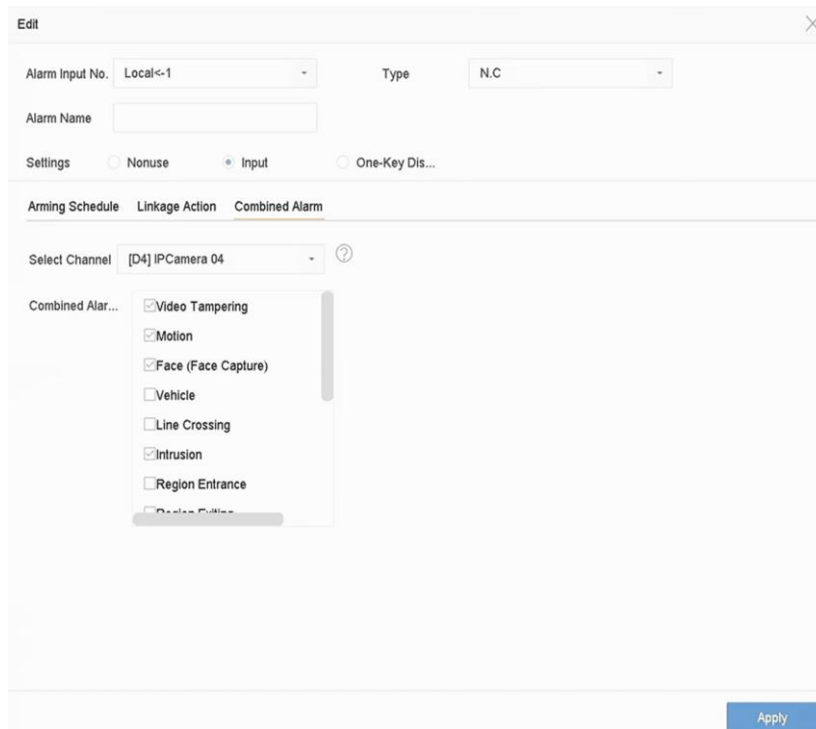 Edit
Alarm Input No. Local<-1 Type N.C
Alarm Name
Settings Nonuse Input One-Key Dis...
Arming Schedule Linkage Action Combined Alarm
Select Channel [D4] IPCamera 04
Combined Alar... Video Tampering
Motion
Face (Face Capture)
Vehicle
Line Crossing
Intrusion
Region Entrance
Region Exiting
Apply